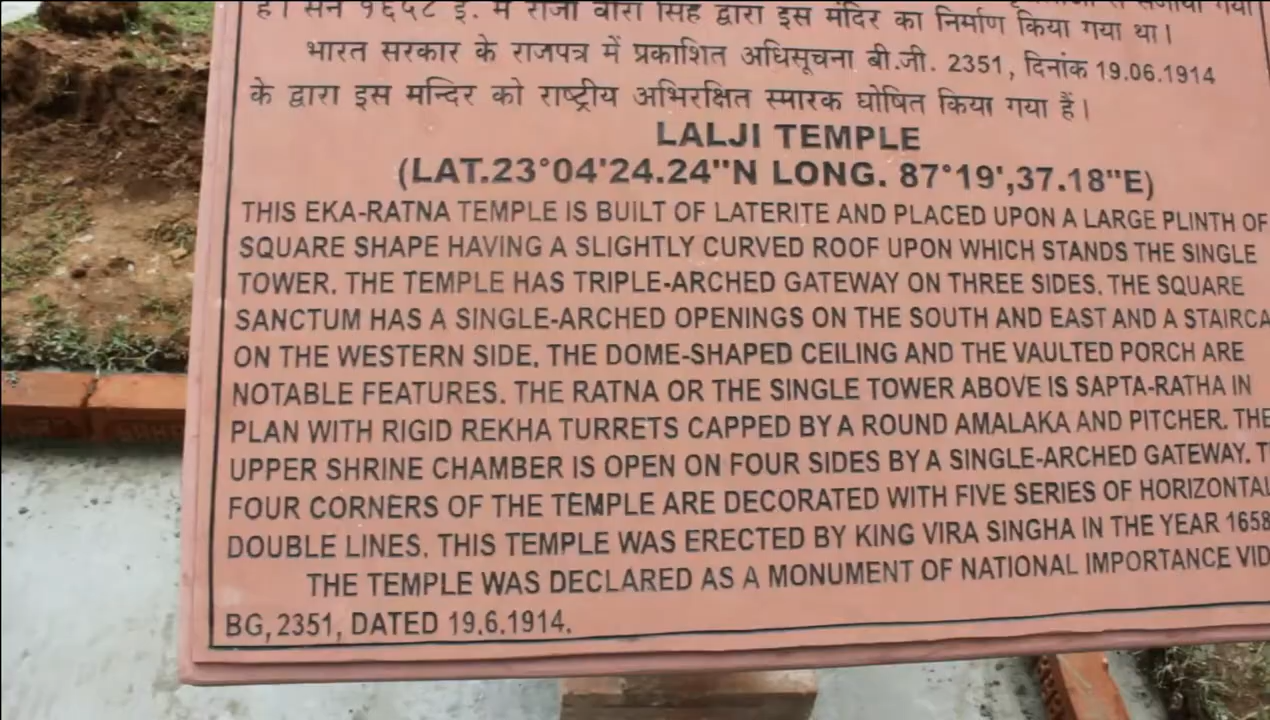 है। सन १६५८ ई. में राजा वीरा सिंह द्वारा इस मंदिर का निर्माण किया गया था।
भारत सरकार के राजपत्र में प्रकाशित अधिसूचना बी.जी. 2351, दिनांक 19.06.1914
के द्वारा इस मन्दिर को राष्ट्रीय अभिरक्षित स्मारक घोषित किया गया हैं।
LALJI TEMPLE
(LAT.23°04'24.24"N LONG. 87°19',37.18"E)
THIS EKA-RATNA TEMPLE IS BUILT OF LATERITE AND PLACED UPON A LARGE PLINTH OF
SQUARE SHAPE HAVING A SLIGHTLY CURVED ROOF UPON WHICH STANDS THE SINGLE
TOWER. THE TEMPLE HAS TRIPLE-ARCHED GATEWAY ON THREE SIDES. THE SQUARE
SANCTUM HAS A SINGLE-ARCHED OPENINGS ON THE SOUTH AND EAST AND A STAIRCA
ON THE WESTERN SIDE. THE DOME-SHAPED CEILING AND THE VAULTED PORCH ARE
NOTABLE FEATURES. THE RATNA OR THE SINGLE TOWER ABOVE IS SAPTA-RATHA IN
PLAN WITH RIGID REKHA TURRETS CAPPED BY A ROUND AMALAKA AND PITCHER. THE
UPPER SHRINE CHAMBER IS OPEN ON FOUR SIDES BY A SINGLE-ARCHED GATEWAY. T
FOUR CORNERS OF THE TEMPLE ARE DECORATED WITH FIVE SERIES OF HORIZONTAL
DOUBLE LINES. THIS TEMPLE WAS ERECTED BY KING VIRA SINGHA IN THE YEAR 1658
THE TEMPLE WAS DECLARED AS A MONUMENT OF NATIONAL IMPORTANCE VID
BG, 2351, DATED 19.6.1914.